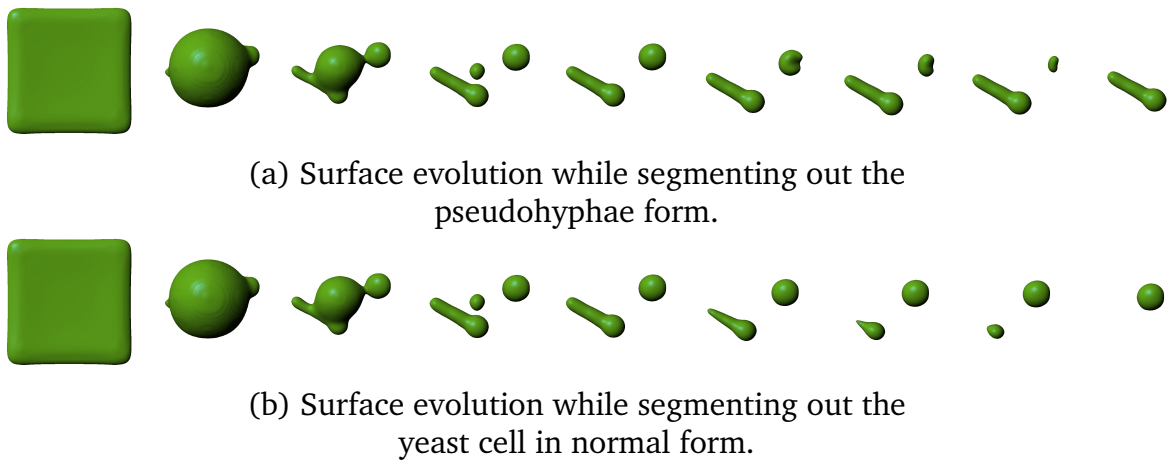 (a) Surface evolution while segmenting out the
pseudohyphae form.
(b) Surface evolution while segmenting out the
yeast cell in normal form.